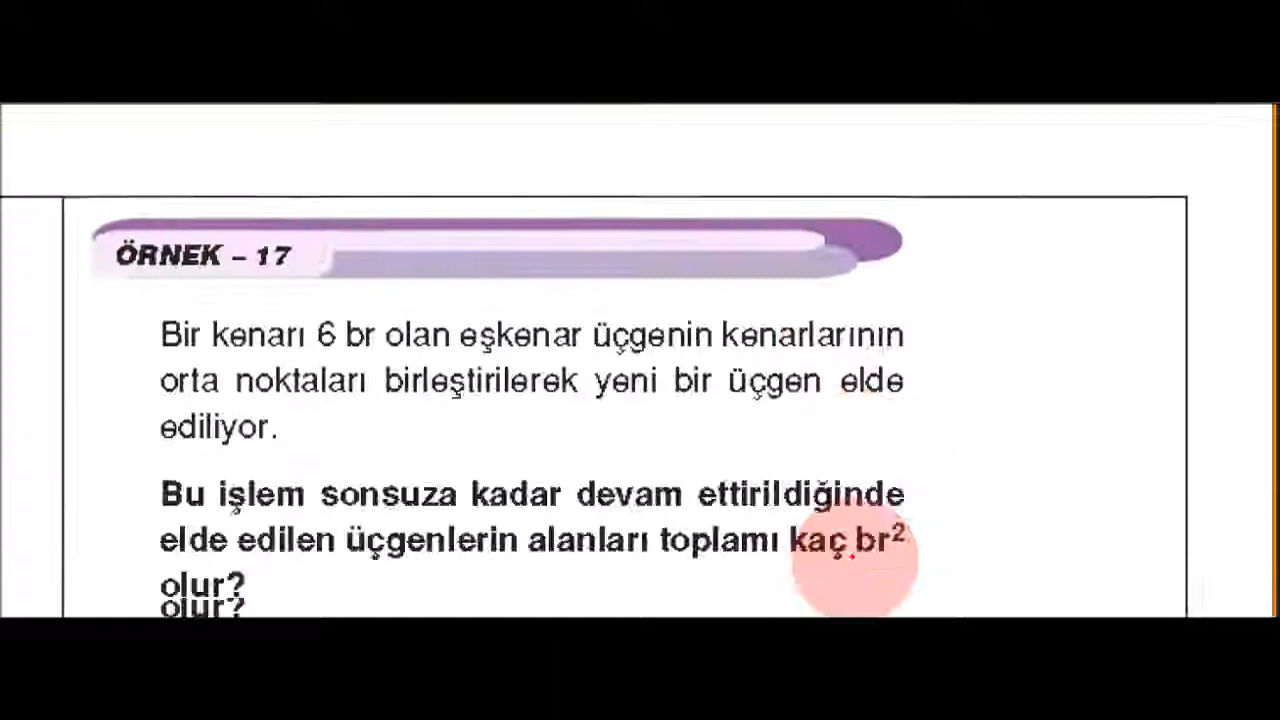 ÖRNEK – 17
Bir kenarı 6 br olan eşkenar üçgenin kenarlarının
orta noktaları birleştirilerek yeni bir üçgen elde
ediliyor.
Bu işlem sonsuza kadar devam ettirildiğinde
elde edilen üçgenlerin alanları toplamı kaç br²
olur?
olur?